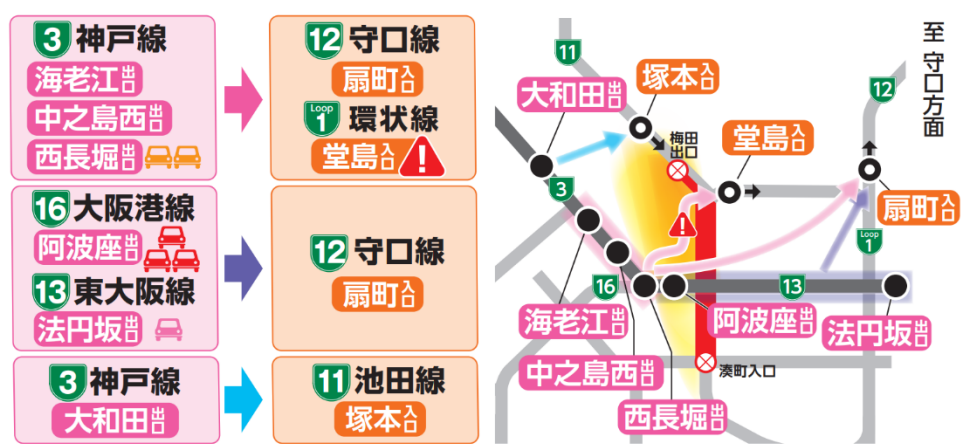 3 神戸線
海老江出口
中之島西出口
西長堀出口
12 守口線
扇町入口
Loop 1 環状線
堂島入口
16 大阪港線
阿波座出口
13 東大阪線
法円坂出口
12 守口線
扇町入口
3 神戸線
大和田出口
11 池田線
塚本入口
11
大和田出口
塚本入口
梅田出口
堂島入口
12
至 守口方面
3
扇町入口
Loop 1
16
13
海老江出口
阿波座出口
法円坂出口
中之島西出口
湊町入口
西長堀出口